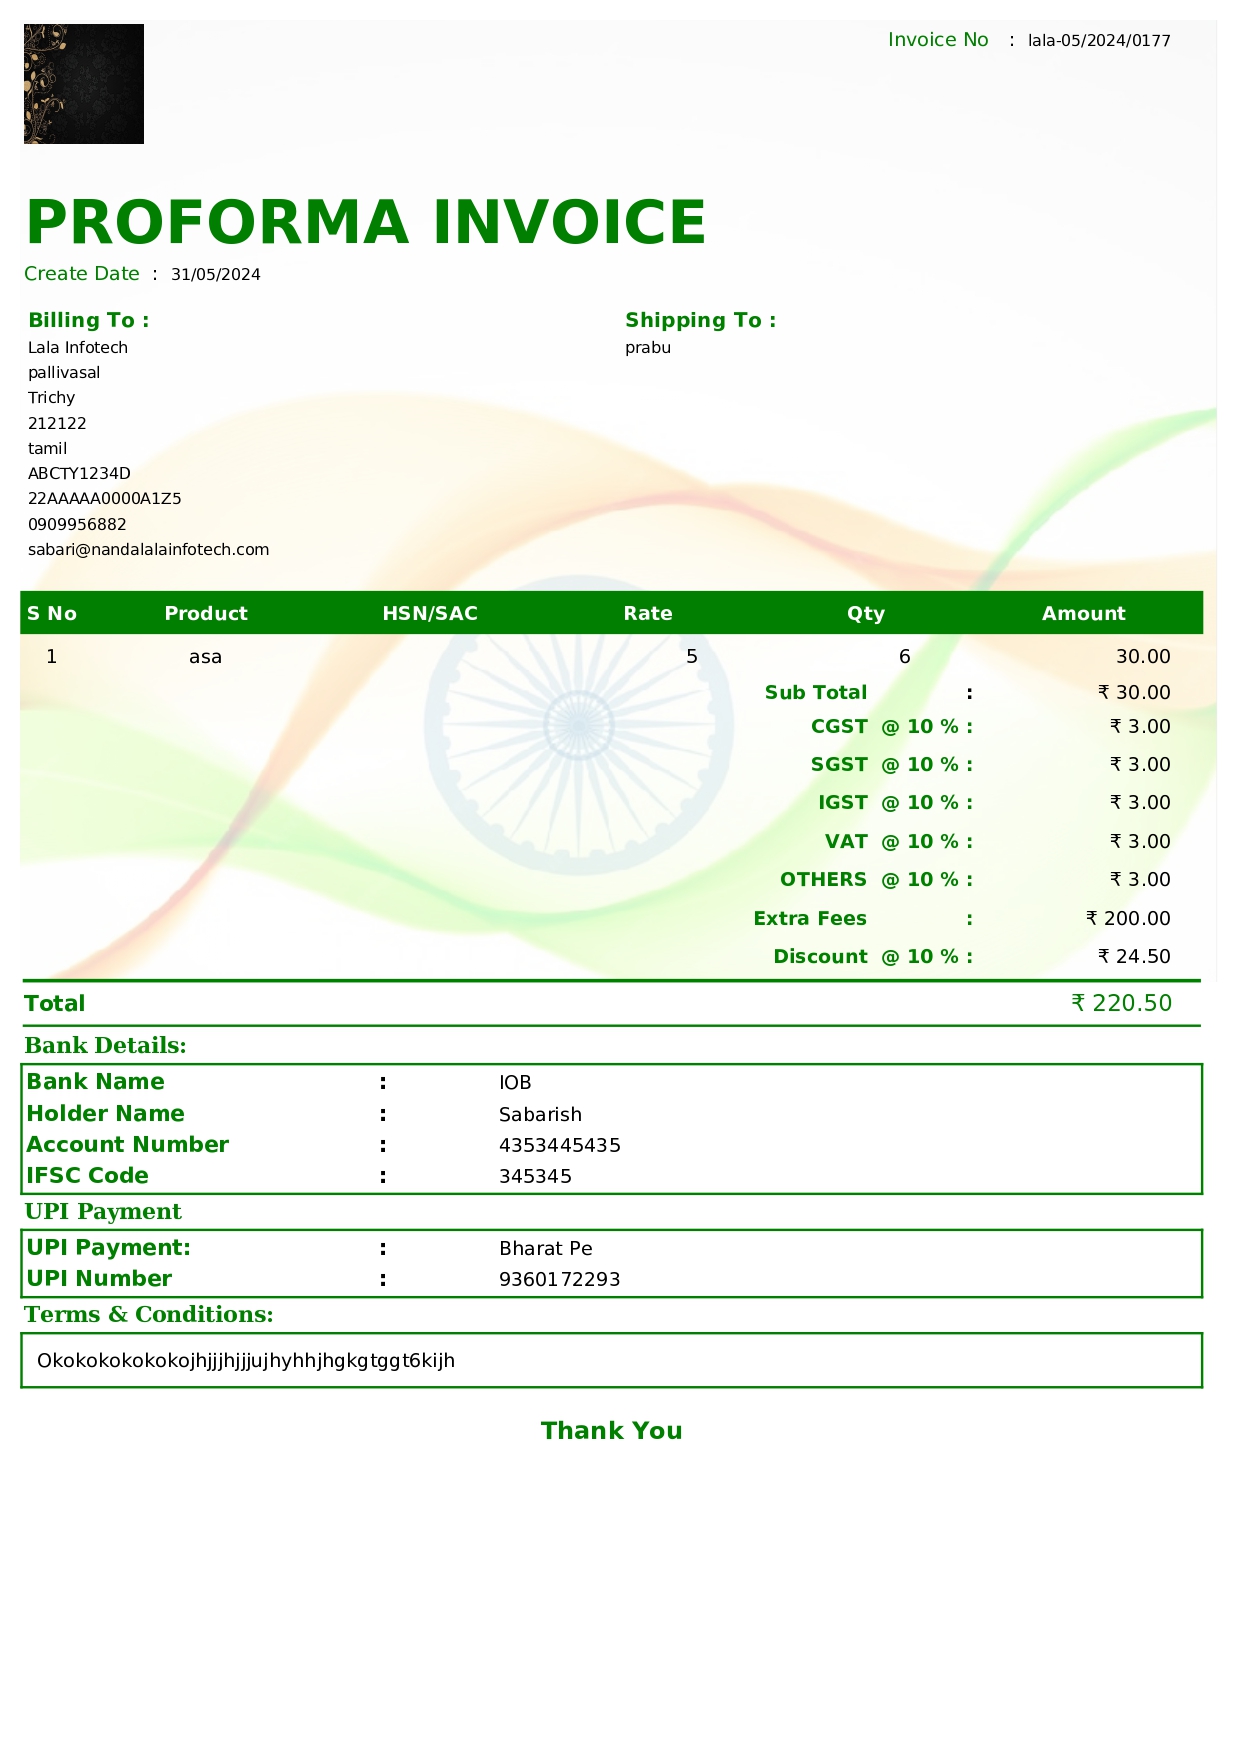 Invoice No : lala-05/2024/0177
PROFORMA INVOICE
Create Date : 31/05/2024
Billing To :
Lala Infotech
pallivasal
Trichy
212122
tamil
ABCTY1234D
22AAAAA0000A1Z5
0909956882
sabari@nandalalainfotech.com
Shipping To :
prabu
S No Product HSN/SAC Rate Qty Amount
1 asa 5 6 30.00
Sub Total : ₹ 30.00
CGST @ 10 % : ₹ 3.00
SGST @ 10 % : ₹ 3.00
IGST @ 10 % : ₹ 3.00
VAT @ 10 % : ₹ 3.00
OTHERS @ 10 % : ₹ 3.00
Extra Fees : ₹ 200.00
Discount @ 10 % : ₹ 24.50
Total ₹ 220.50
Bank Details:
Bank Name : IOB
Holder Name : Sabarish
Account Number : 4353445435
IFSC Code : 345345
UPI Payment
UPI Payment: : Bharat Pe
UPI Number : 9360172293
Terms & Conditions:
Okokokokokokojhjjjhjjjujhyhhjhgkgtggt6kijh
Thank You